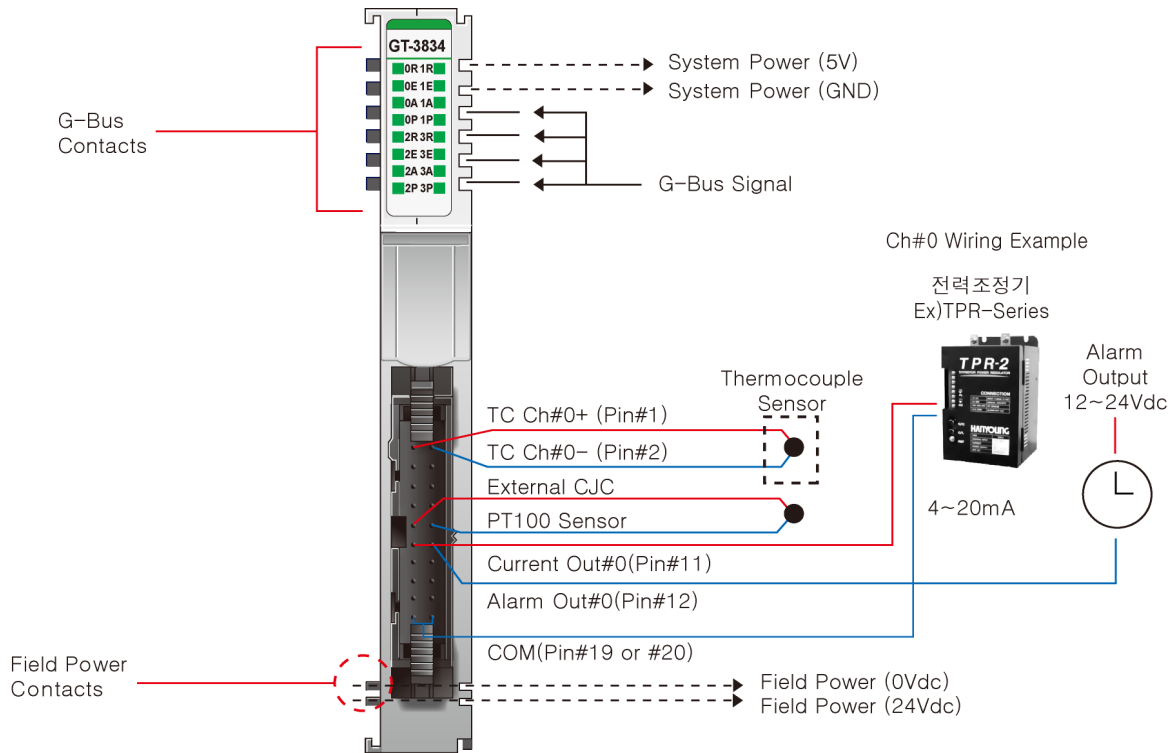 GT-3834
0R 1R
0E 1E
0A 1A
0P 1P
2R 3R
2E 3E
2A 3A
2P 3P
System Power (5V)
System Power (GND)
G-Bus
Contacts
G-Bus Signal
Ch#0 Wiring Example
전력조정기
Ex)TPR-Series
TPR-2
CONNECTION
HANYOUNG
Alarm
Output
12~24Vdc
Thermocouple
Sensor
TC Ch#0+ (Pin#1)
TC Ch#0- (Pin#2)
External CJC
PT100 Sensor
4~20mA
Current Out#0(Pin#11)
Alarm Out#0(Pin#12)
COM(Pin#19 or #20)
Field Power
Contacts
Field Power (0Vdc)
Field Power (24Vdc)